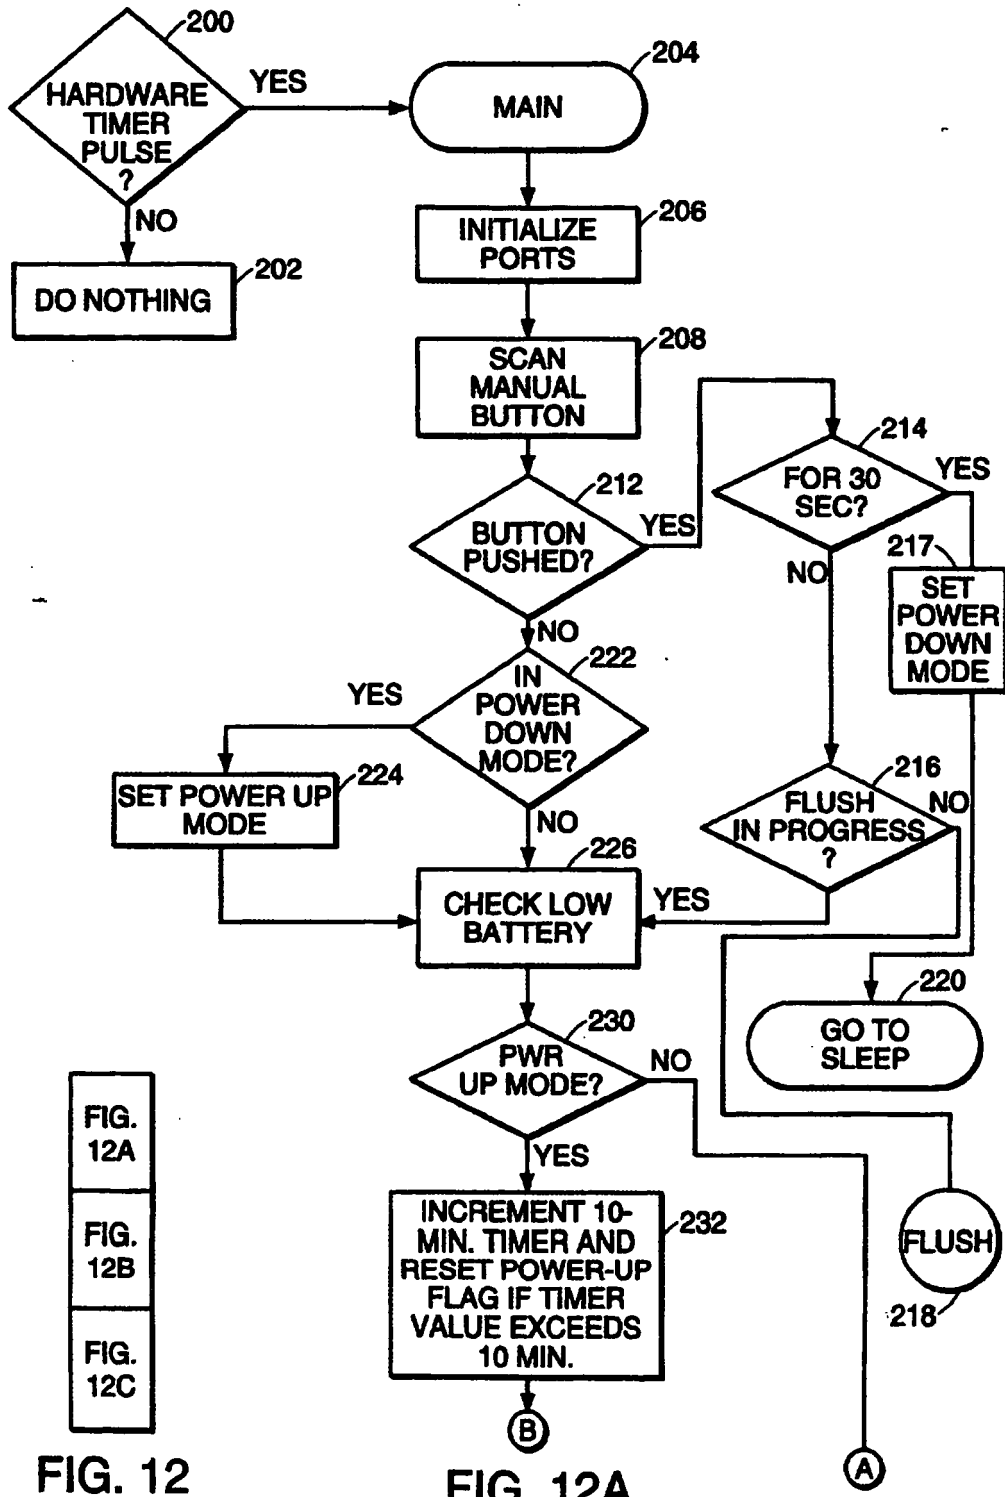 200
HARDWARE
TIMER
PULSE
?
YES
NO
202
DO NOTHING
204
MAIN
206
INITIALIZE
PORTS
208
SCAN
MANUAL
BUTTON
212
BUTTON
PUSHED?
YES
NO
214
FOR 30
SEC?
YES
NO
217
SET
POWER
DOWN
MODE
222
IN
POWER
DOWN
MODE?
YES
NO
224
SET POWER UP
MODE
216
FLUSH
IN PROGRESS
?
NO
YES
226
CHECK LOW
BATTERY
220
GO TO
SLEEP
230
PWR
UP MODE?
NO
YES
232
INCREMENT 10-
MIN. TIMER AND
RESET POWER-UP
FLAG IF TIMER
VALUE EXCEEDS
10 MIN.
FLUSH
218
B
A
FIG.
12A
FIG.
12B
FIG.
12C
FIG. 12
FIG. 12A